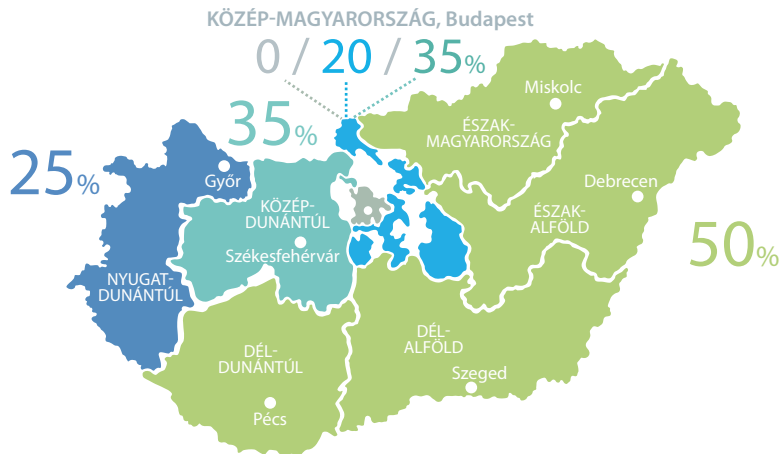 KÖZÉP-MAGYARORSZÁG, Budapest
0 / 20 / 35%
Miskolc
ÉSZAK-
MAGYARORSZÁG
35%
25%
Győr
Debrecen
KÖZÉP-
DUNÁNTÚL
Székesfehérvár
ÉSZAK-
ALFÖLD
50%
NYUGAT-
DUNÁNTÚL
DÉL-
DUNÁNTÚL
DÉL-
ALFÖLD
Szeged
Pécs